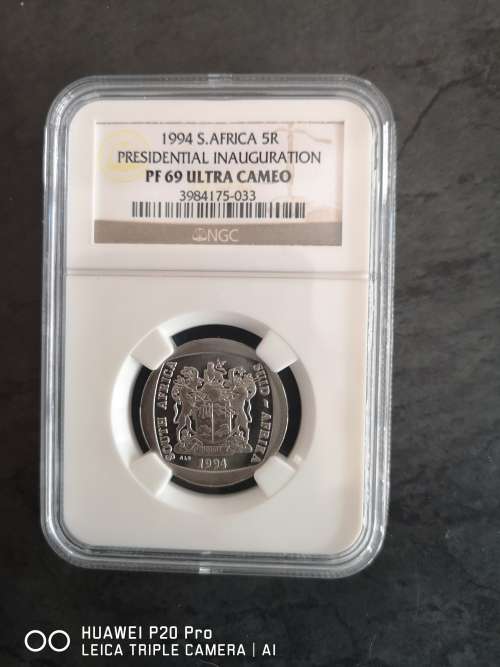 1994 S.AFRICA 5R
PRESIDENTIAL INAUGURATION
PF 69 ULTRA CAMEO
3984175-033
NGC
SOUTH AFRICA
SUID - AFRIKA
ALS
1994
HUAWEI P20 Pro
LEICA TRIPLE CAMERA | AI